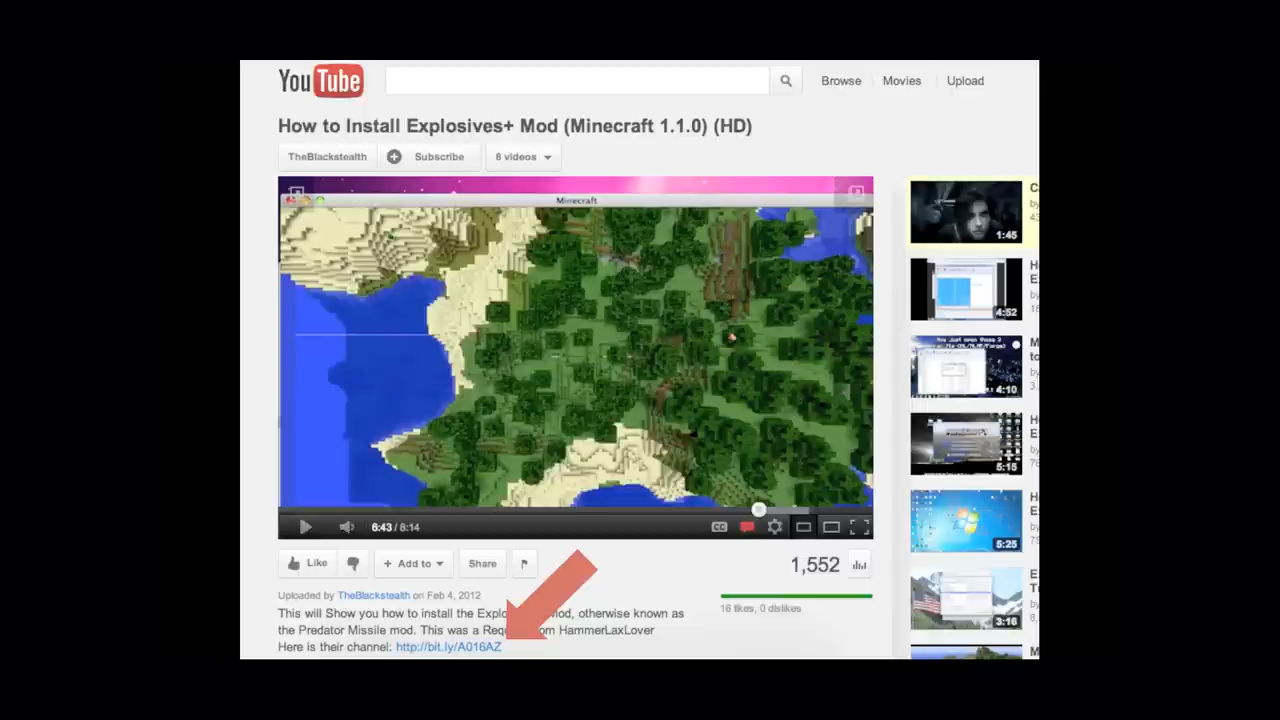 YouTube
Browse
Movies
Upload
How to Install Explosives+ Mod (Minecraft 1.1.0) (HD)
TheBlackstealth
Subscribe
8 videos
Minecraft
1:45
4:52
4:10
5:15
5:25
3:16
6:43 / 8:14
CC
Like
+ Add to
Share
1,552
Uploaded by TheBlackstealth on Feb 4, 2012
16 likes, 0 dislikes
This will Show you how to install the Explo mod, otherwise known as
the Predator Missile mod. This was a Requ from HammerLaxLover
Here is their channel: http://bit.ly/A016AZ